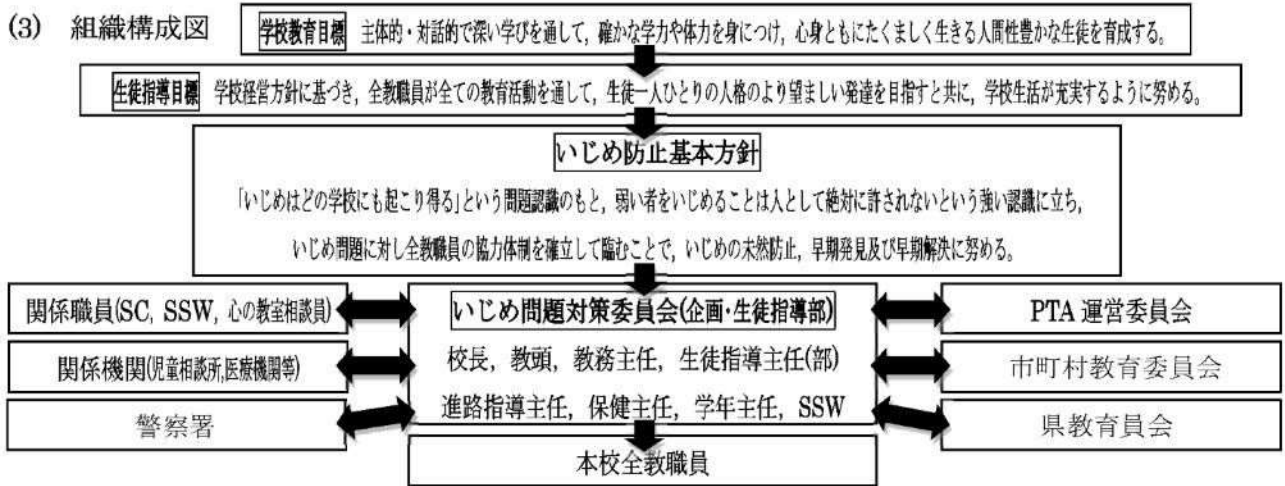 (3) 組織構成図
学校教育目標 主体的・対話的で深い学びを通して，確かな学力や体力を身につけ，心身ともにたくましく生きる人間性豊かな生徒を育成する。
生徒指導目標 学校経営方針に基づき，全教職員が全ての教育活動を通して，生徒一人ひとりの人格のより望ましい発達を目指すと共に，学校生活が充実するように努める。
いじめ防止基本方針
「いじめはどの学校にも起こり得る」という問題認識のもと，弱い者をいじめることは人として絶対に許されないという強い認識に立ち，
いじめ問題に対し全教職員の協力体制を確立して臨むことで，いじめの未然防止，早期発見及び早期解決に努める。
関係職員(SC，SSW，心の教室相談員)
いじめ問題対策委員会(企画・生徒指導部)
PTA 運営委員会
関係機関(児童相談所,医療機関等)
校長，教頭，教務主任，生徒指導主任(部)
市町村教育委員会
警察署
進路指導主任，保健主任，学年主任，SSW
県教育員会
本校全教職員